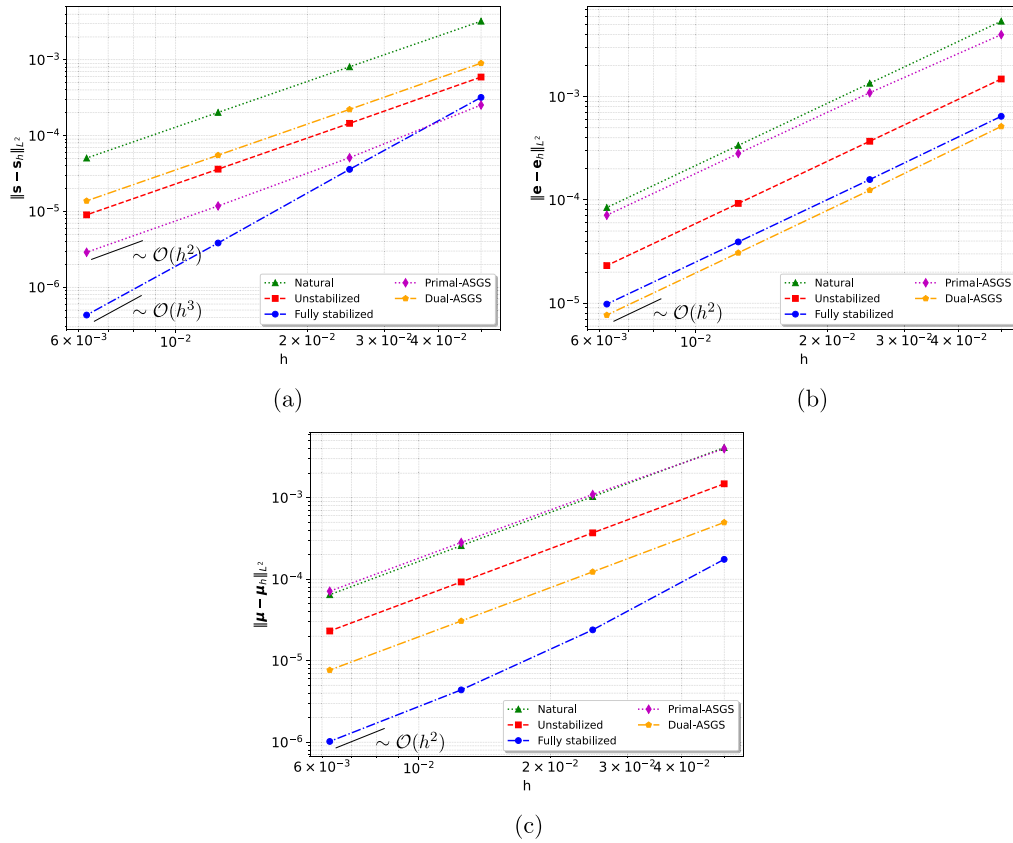 ‖s − s_h‖_{L²}
10⁻³
10⁻⁴
10⁻⁵
10⁻⁶
∼ 𝒪(h²)
∼ 𝒪(h³)
Natural
Unstabilized
Fully stabilized
Primal-ASGS
Dual-ASGS
6 × 10⁻³
10⁻²
2 × 10⁻²
3 × 10⁻²
4 × 10⁻²
h
(a)
‖e − e_h‖_{L²}
10⁻³
10⁻⁴
10⁻⁵
∼ 𝒪(h²)
Natural
Unstabilized
Fully stabilized
Primal-ASGS
Dual-ASGS
6 × 10⁻³
10⁻²
2 × 10⁻²
3 × 10⁻²
4 × 10⁻²
h
(b)
‖μ − μ_h‖_{L²}
10⁻³
10⁻⁴
10⁻⁵
10⁻⁶
∼ 𝒪(h²)
Natural
Unstabilized
Fully stabilized
Primal-ASGS
Dual-ASGS
6 × 10⁻³
10⁻²
2 × 10⁻²
3 × 10⁻²
4 × 10⁻²
h
(c)